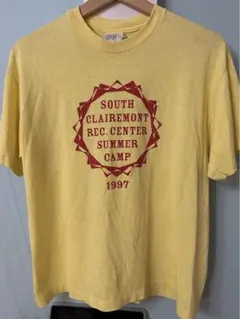 SOUTH
CLAIREMONT
REC. CENTER
SUMMER
CAMP
1997